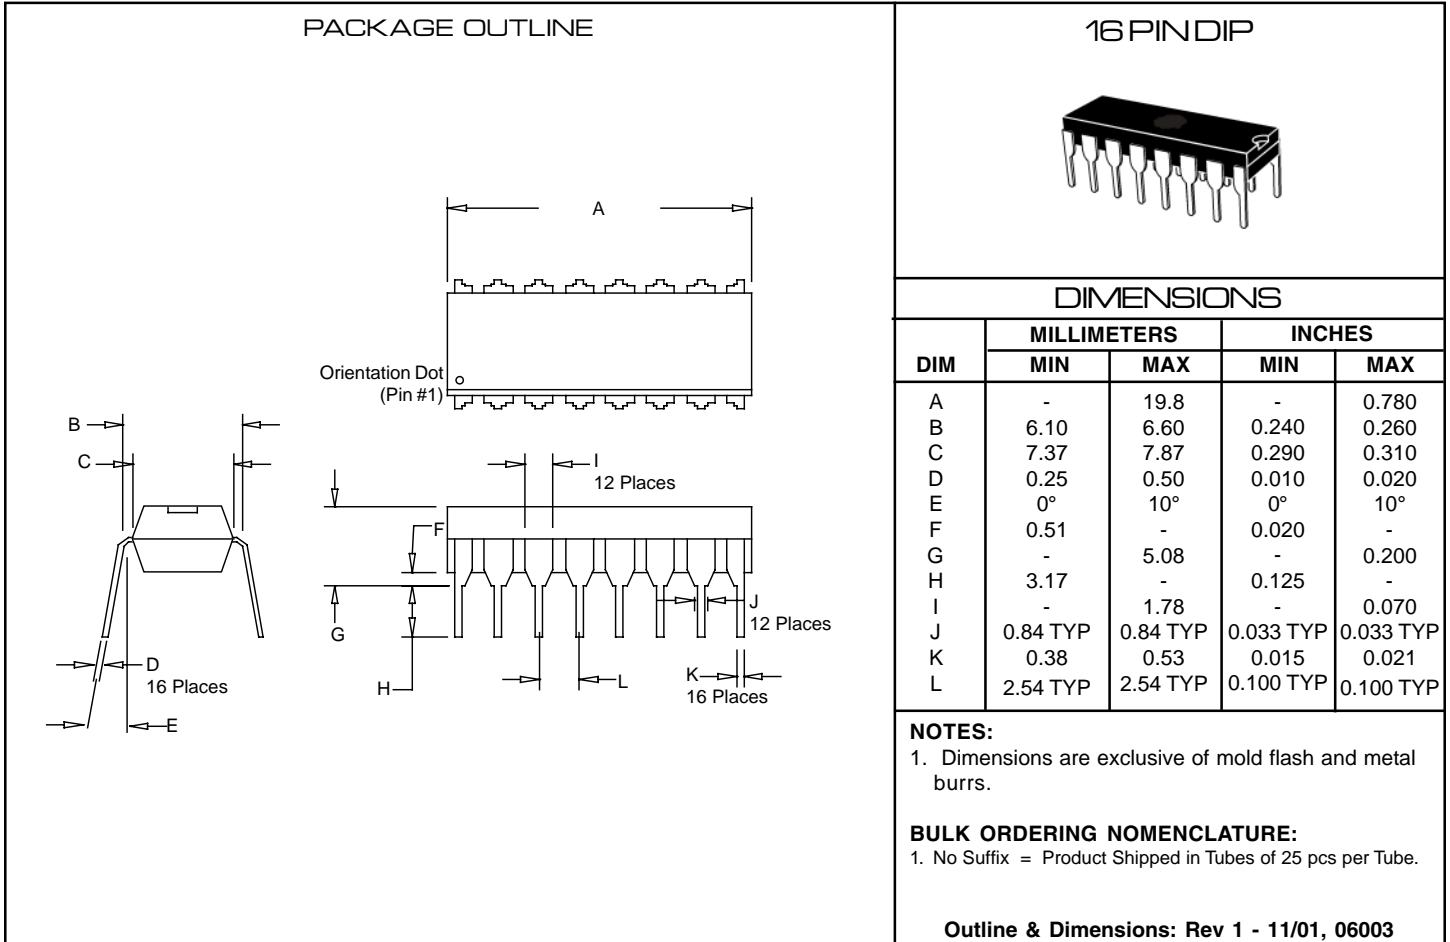 PACKAGE OUTLINE
A
Orientation Dot
(Pin #1)
B
C
I
12 Places
F
G
J
12 Places
D
16 Places
H
L
K
16 Places
E
16 PIN DIP
DIMENSIONS
MILLIMETERS INCHES
DIM MIN MAX MIN MAX
A - 19.8 - 0.780
B 6.10 6.60 0.240 0.260
C 7.37 7.87 0.290 0.310
D 0.25 0.50 0.010 0.020
E 0° 10° 0° 10°
F 0.51 - 0.020 -
G - 5.08 - 0.200
H 3.17 - 0.125 -
I - 1.78 - 0.070
J 0.84 TYP 0.84 TYP 0.033 TYP 0.033 TYP
K 0.38 0.53 0.015 0.021
L 2.54 TYP 2.54 TYP 0.100 TYP 0.100 TYP
NOTES:
1. Dimensions are exclusive of mold flash and metal
burrs.
BULK ORDERING NOMENCLATURE:
1. No Suffix = Product Shipped in Tubes of 25 pcs per Tube.
Outline & Dimensions: Rev 1 - 11/01, 06003